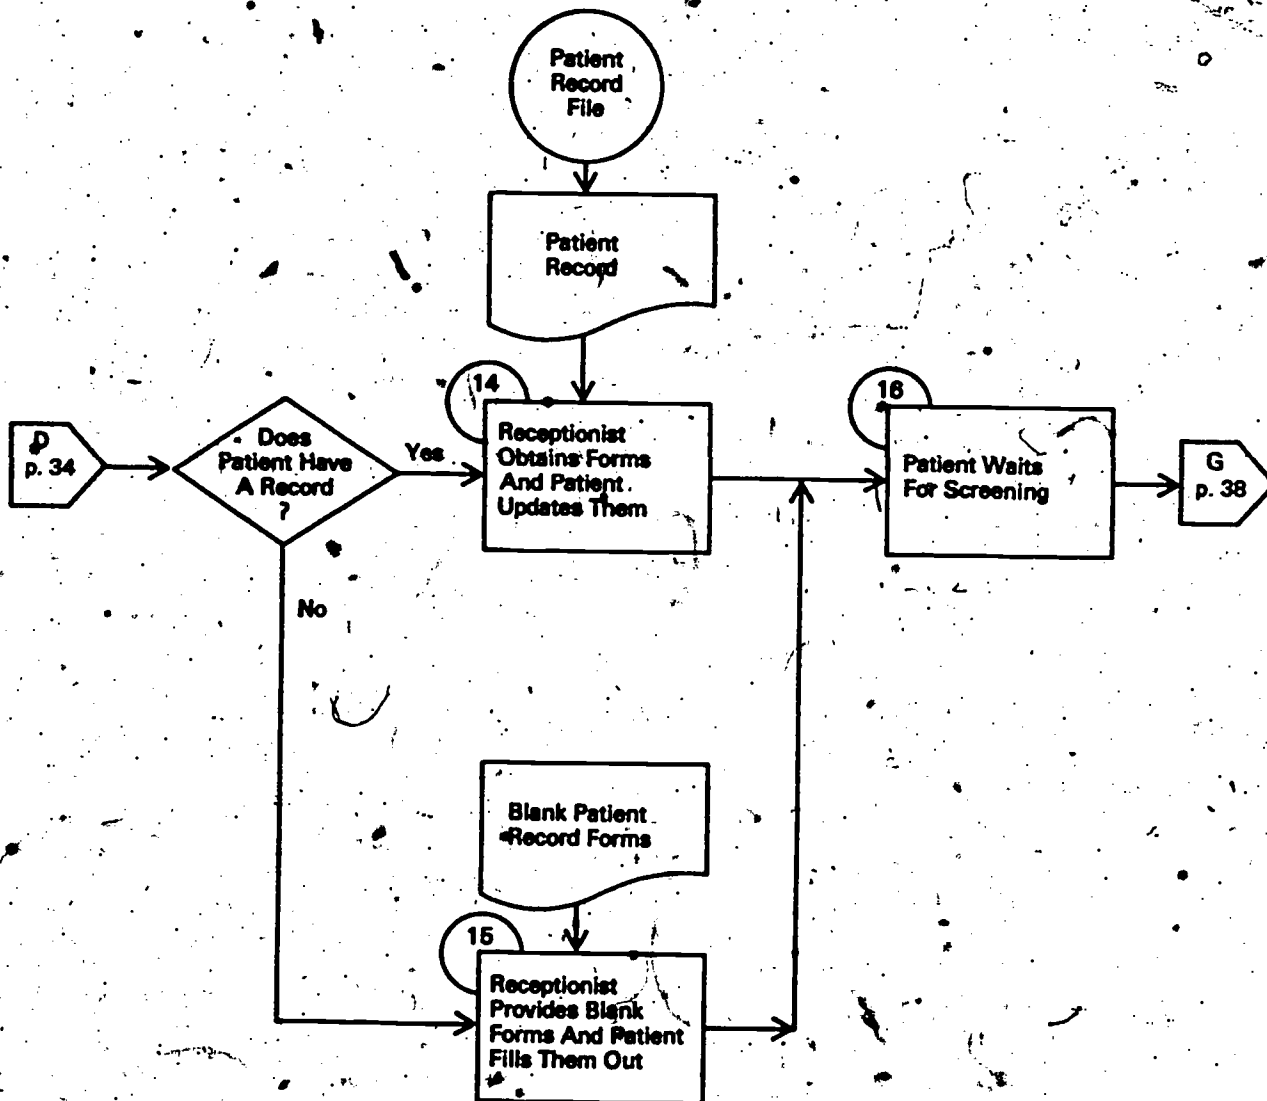 Patient
Record
File
Patient
Record
14
16
D
p. 34
Does
Patient Have
A Record
?
Yes
Receptionist
Obtains Forms
And Patient
Updates Them
Patient Waits
For Screening
G
p. 38
No
Blank Patient
Record Forms
15
Receptionist
Provides Blank
Forms And Patient
Fills Them Out